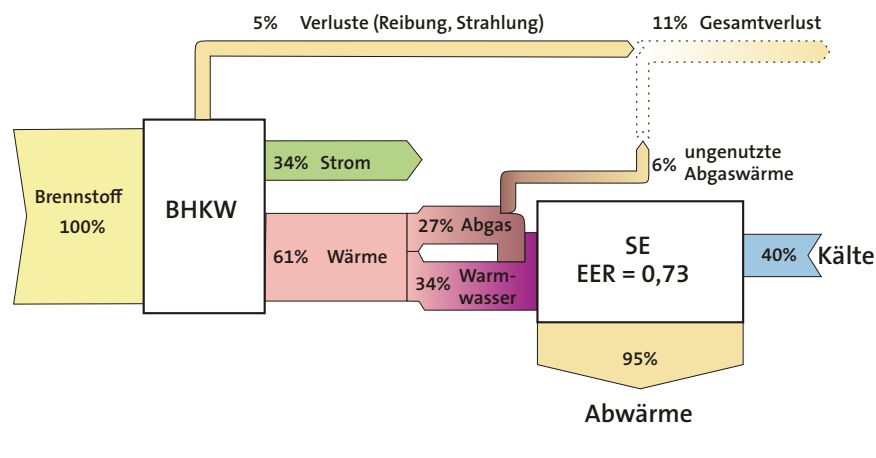 5% Verluste (Reibung, Strahlung)
11% Gesamtverlust
34% Strom
6% ungenutzte
Abgaswärme
Brennstoff
100%
BHKW
27% Abgas
61% Wärme
34% Warm-
wasser
SE
EER = 0,73
40% Kälte
95%
Abwärme